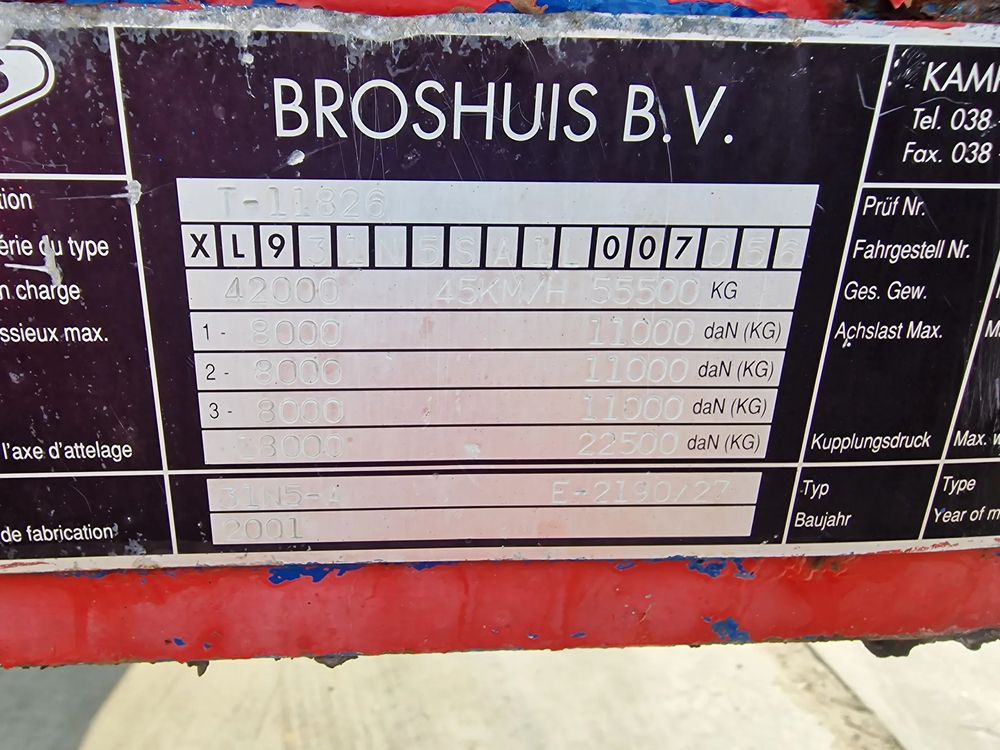 BROSHUIS B.V.
KAM
Tel. 038
Fax. 038
tion T-11826 Prüf Nr.
érie du type XL931N5SA1L007056 Fahrgestell Nr.
n charge 42000 45KM/H 55500 KG Ges. Gew.
ssieux max. 1- 8000 11000 daN (KG) Achslast Max. M
2- 8000 11000 daN (KG)
3- 8000 11000 daN (KG)
l'axe d'attelage 18000 22500 daN (KG) Kupplungsdruck Max. w
31N5-A E-2190/27 Typ Type
de fabrication 2001 Baujahr Year of m